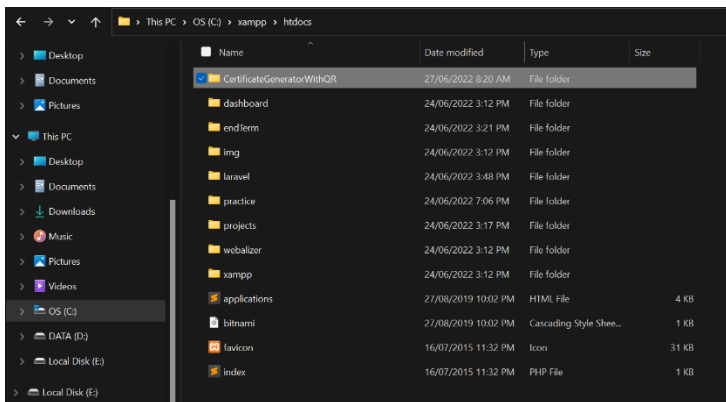 This PC > OS (C:) > xampp > htdocs
Desktop
Documents
Pictures
This PC
Desktop
Documents
Downloads
Music
Pictures
Videos
OS (C:)
DATA (D:)
Local Disk (E:)
Local Disk (E:)
Name Date modified Type Size
CertificateGeneratorWithQR 27/06/2022 8:20 AM File folder
dashboard 24/06/2022 3:12 PM File folder
endTerm 24/06/2022 3:21 PM File folder
img 24/06/2022 3:12 PM File folder
laravel 24/06/2022 3:48 PM File folder
practice 24/06/2022 7:06 PM File folder
projects 24/06/2022 3:17 PM File folder
webalizer 24/06/2022 3:12 PM File folder
xampp 24/06/2022 3:12 PM File folder
applications 27/08/2019 10:02 PM HTML File 4 KB
bitnami 27/08/2019 10:02 PM Cascading Style Shee... 1 KB
favicon 16/07/2015 11:32 PM Icon 31 KB
index 16/07/2015 11:32 PM PHP File 1 KB